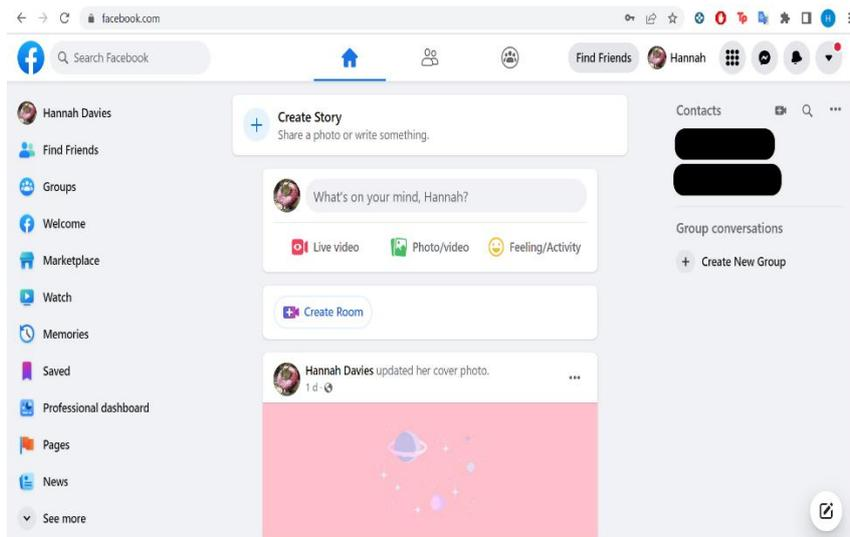 facebook.com
Search Facebook
Find Friends
Hannah
Hannah Davies
Find Friends
Groups
Welcome
Marketplace
Watch
Memories
Saved
Professional dashboard
Pages
News
See more
Create Story
Share a photo or write something.
What's on your mind, Hannah?
Live video
Photo/video
Feeling/Activity
Create Room
Hannah Davies updated her cover photo.
1 d ·
Contacts
Group conversations
Create New Group